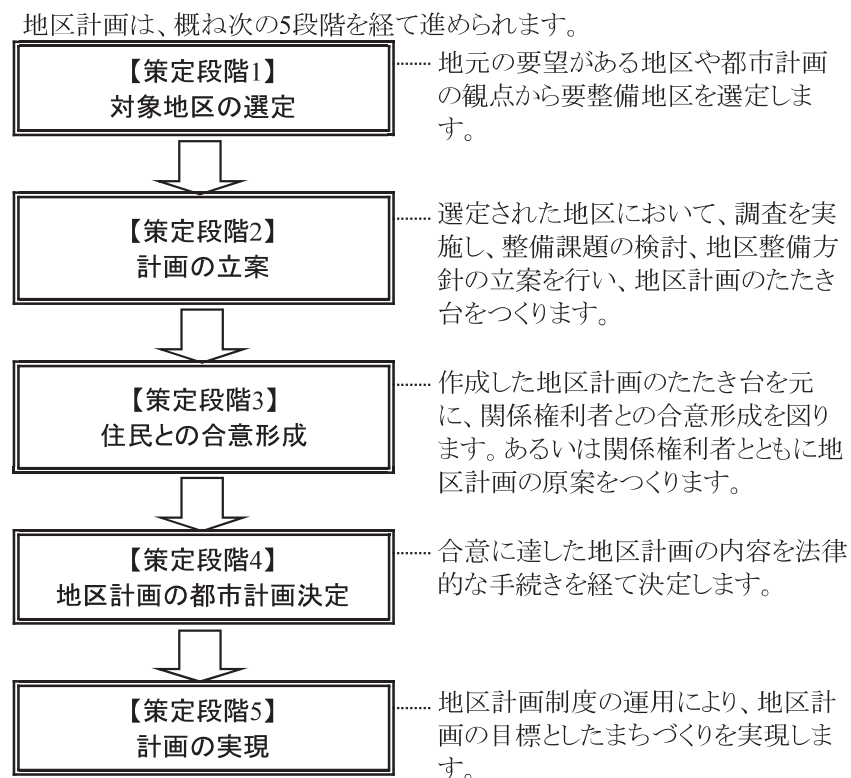 地区計画は、概ね次の5段階を経て進められます。
【策定段階1】
対象地区の選定
地元の要望がある地区や都市計画
の観点から要整備地区を選定しま
す。
【策定段階2】
計画の立案
選定された地区において、調査を実
施し、整備課題の検討、地区整備方
針の立案を行い、地区計画のたたき
台をつくります。
【策定段階3】
住民との合意形成
作成した地区計画のたたき台を元
に、関係権利者との合意形成を図り
ます。あるいは関係権利者とともに地
区計画の原案をつくります。
【策定段階4】
地区計画の都市計画決定
合意に達した地区計画の内容を法律
的な手続きを経て決定します。
【策定段階5】
計画の実現
地区計画制度の運用により、地区計
画の目標としたまちづくりを実現しま
す。